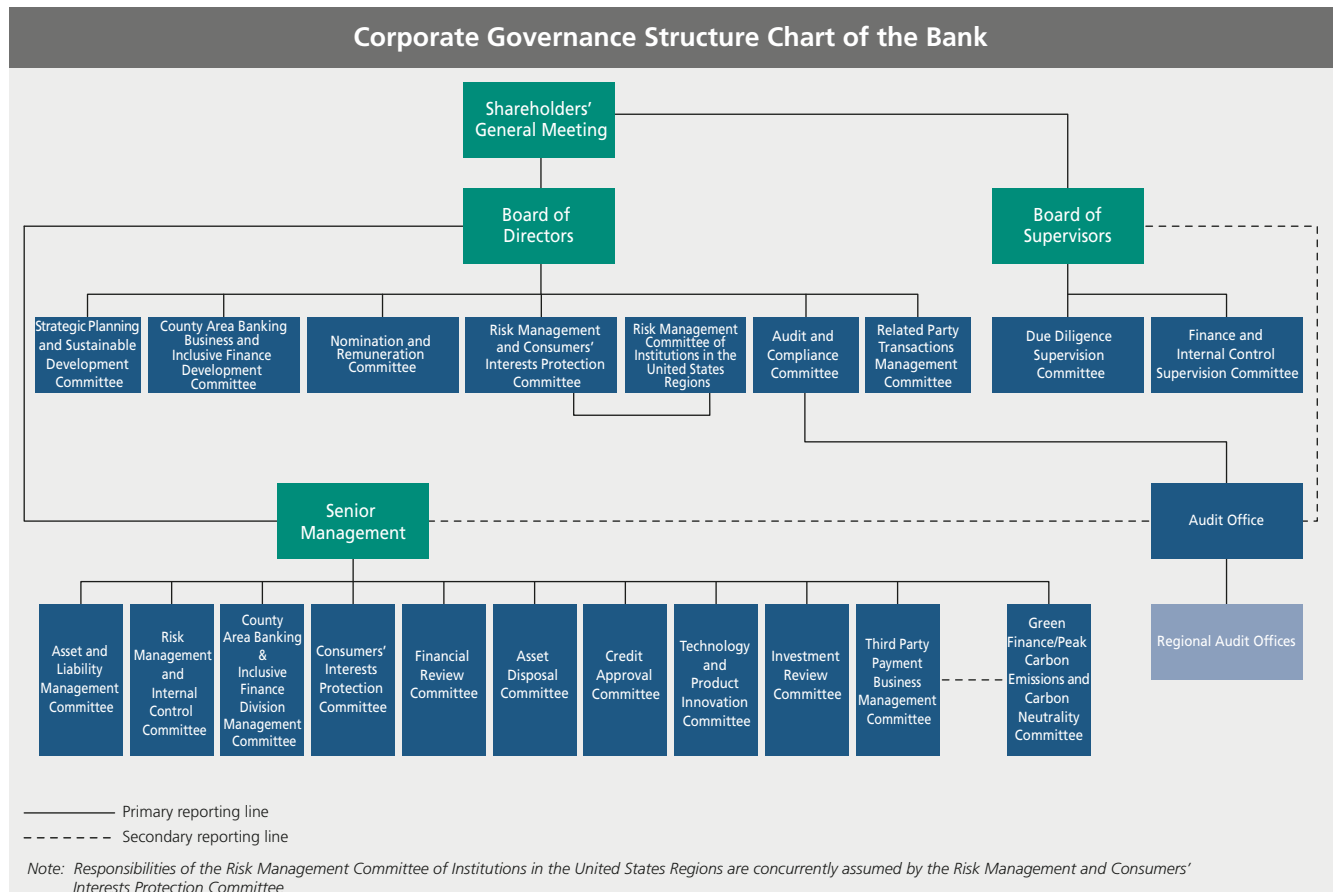 Corporate Governance Structure Chart of the Bank
Shareholders'
General Meeting
Board of
Directors
Board of
Supervisors
Strategic Planning
and Sustainable
Development
Committee
County Area Banking
Business and
Inclusive Finance
Development
Committee
Nomination and
Remuneration
Committee
Risk Management
and Consumers'
Interests Protection
Committee
Risk Management
Committee of
Institutions in the
United States
Regions
Audit and
Compliance
Committee
Related Party
Transactions
Management
Committee
Due Diligence
Supervision
Committee
Finance and
Internal Control
Supervision Committee
Senior
Management
Audit Office
Asset and
Liability
Management
Committee
Risk
Management
and
Internal
Control
Committee
County
Area Banking
&
Inclusive
Finance
Division
Management
Committee
Consumers'
Interests
Protection
Committee
Financial
Review
Committee
Asset
Disposal
Committee
Credit
Approval
Committee
Technology
and
Product
Innovation
Committee
Investment
Review
Committee
Third Party
Payment
Business
Management
Committee
Green
Finance/Peak
Carbon
Emissions and
Carbon
Neutrality
Committee
Regional Audit Offices
Primary reporting line
Secondary reporting line
Note: Responsibilities of the Risk Management Committee of Institutions in the United States Regions are concurrently assumed by the Risk Management and Consumers'
Interests Protection Committee